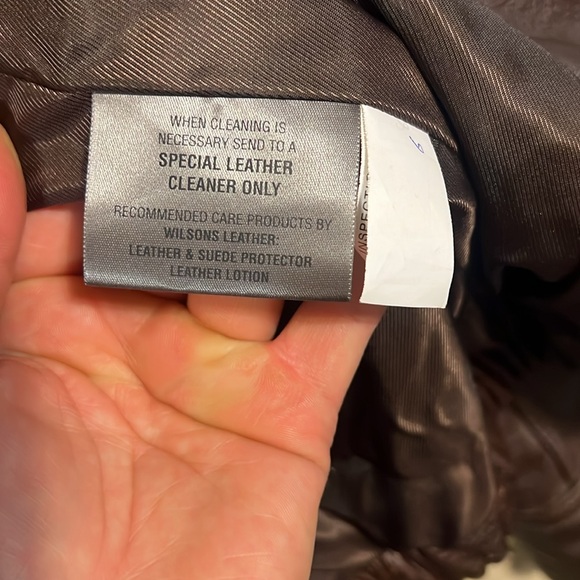 WHEN CLEANING IS
NECESSARY SEND TO A
SPECIAL LEATHER
CLEANER ONLY
RECOMMENDED CARE PRODUCTS BY
WILSONS LEATHER:
LEATHER & SUEDE PROTECTOR
LEATHER LOTION